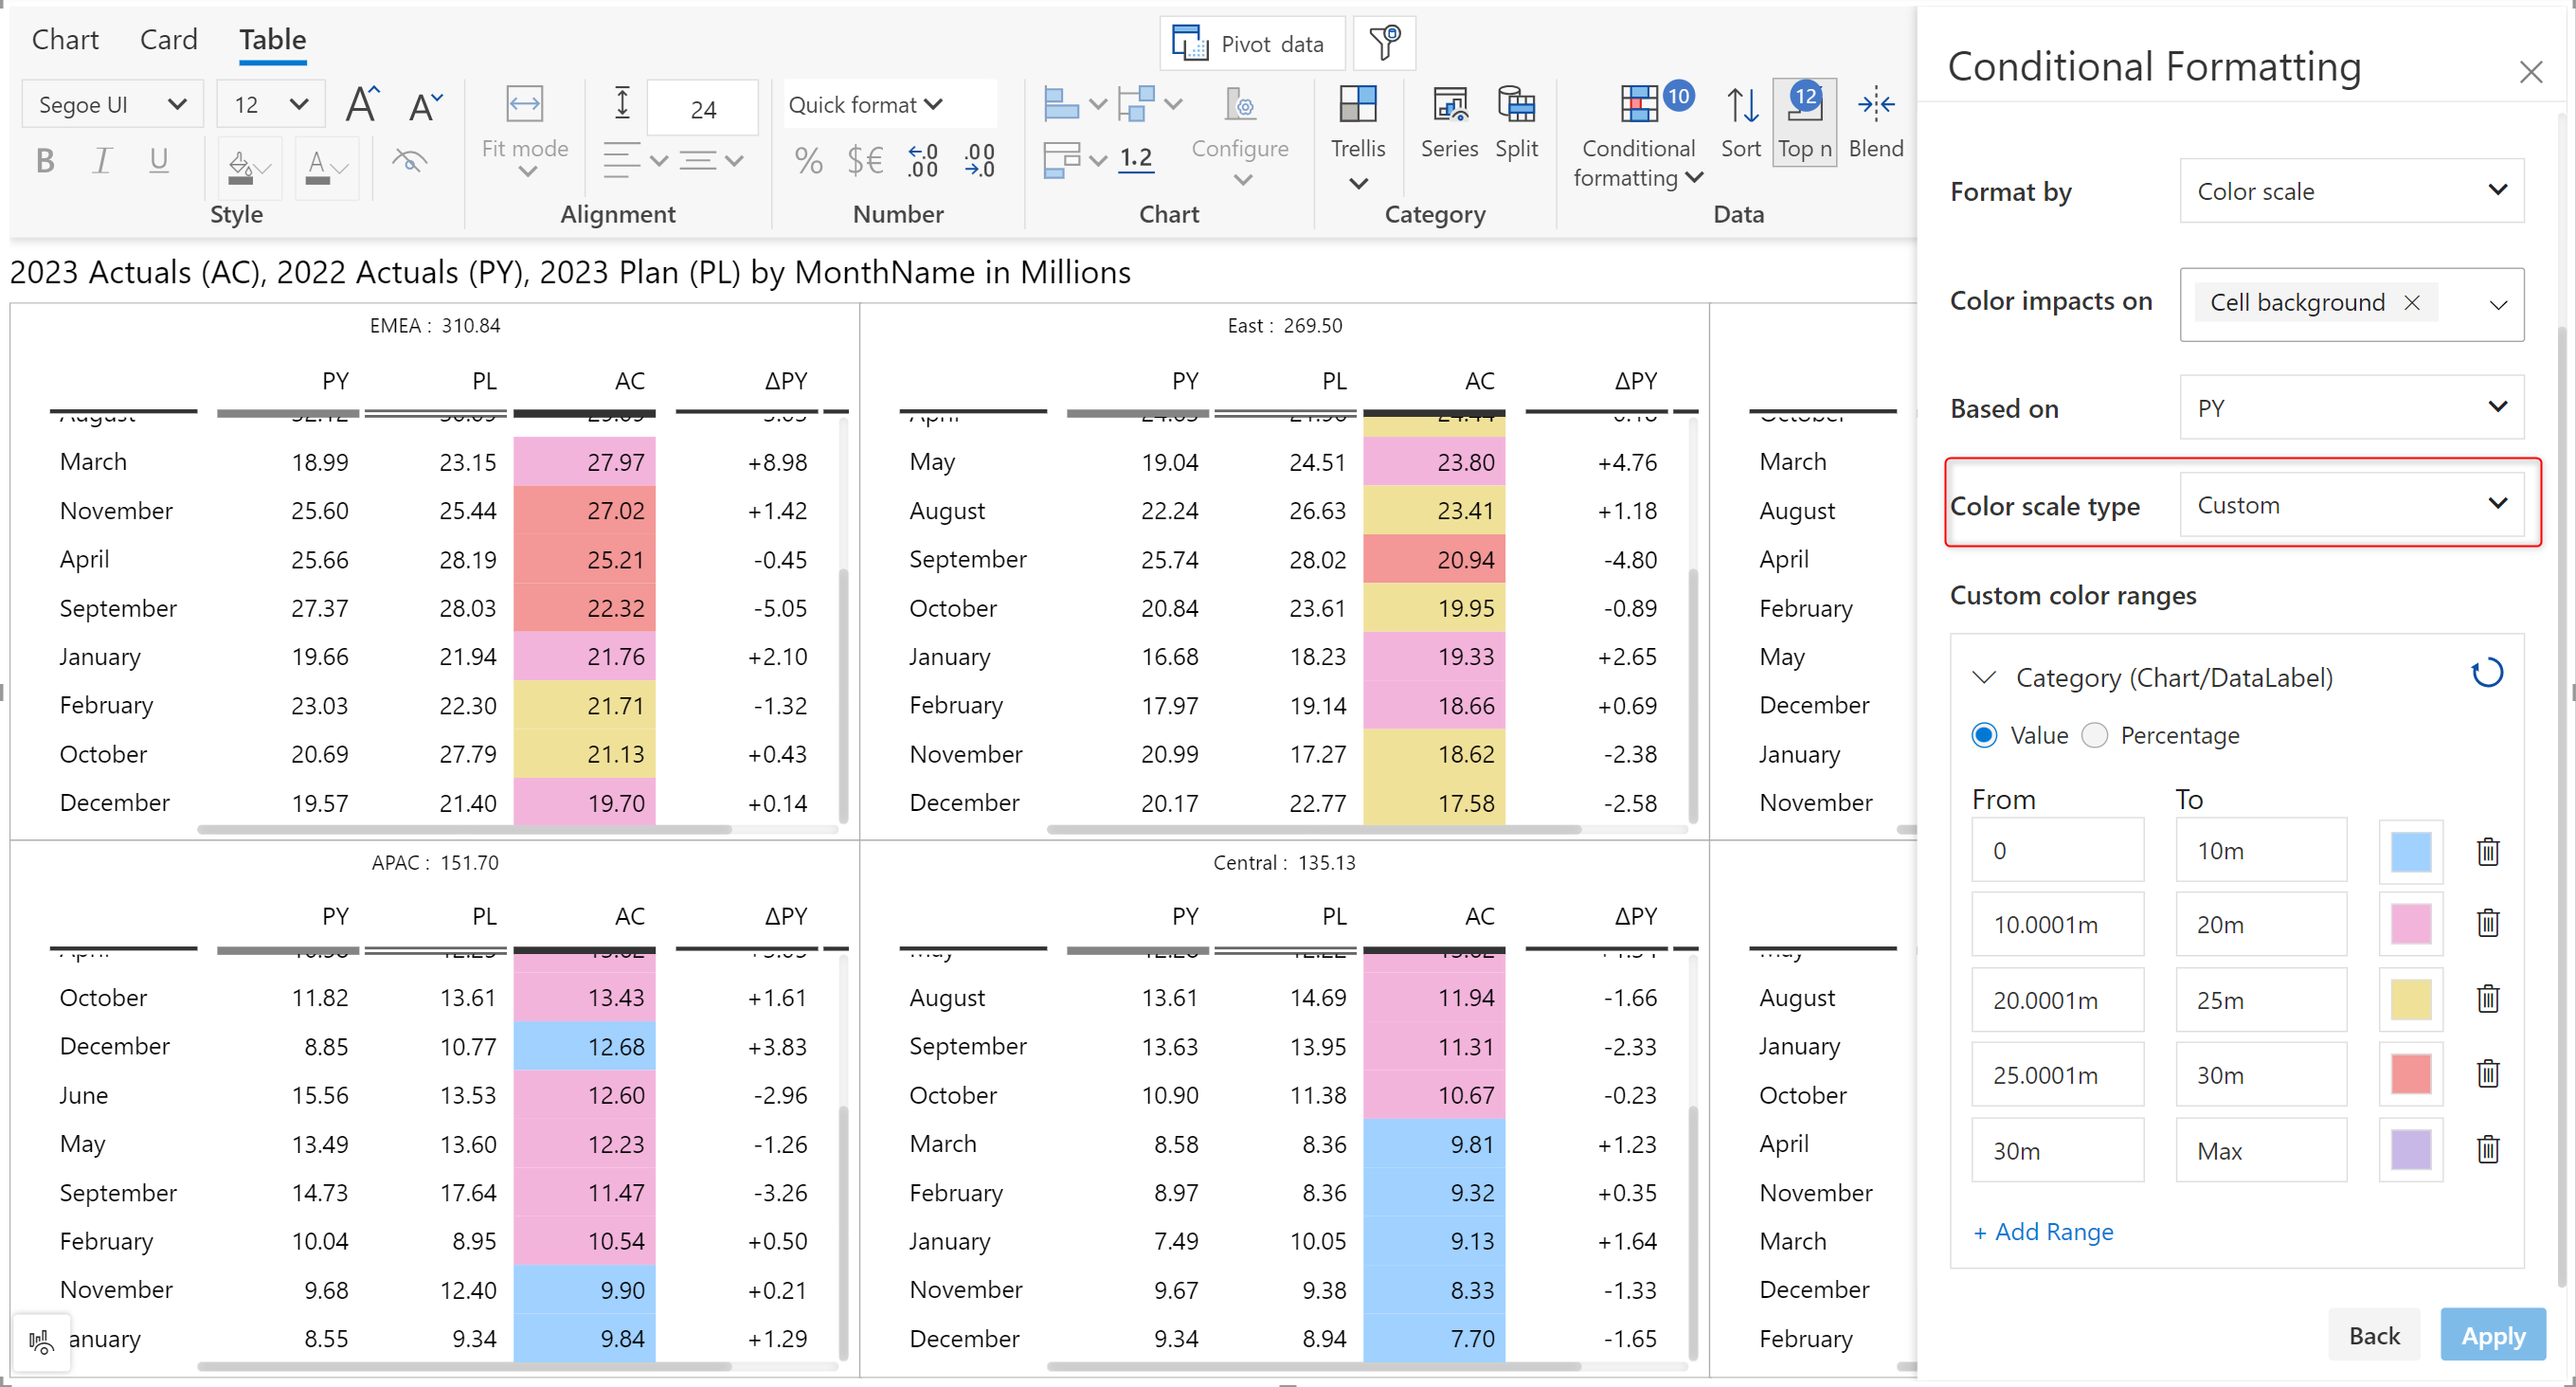 Chart Card Table
Pivot data
Segoe UI 12 A A
24
Quick format
10
12
Fit mode
Configure
Trellis
Series Split
Conditional formatting
Sort Top n Blend
B I U A
% $€ .0 .00 .00 .0
1.2
Style Alignment Number Chart Category Data
2023 Actuals (AC), 2022 Actuals (PY), 2023 Plan (PL) by MonthName in Millions
EMEA : 310.84
PY PL AC ΔPY
March 18.99 23.15 27.97 +8.98
November 25.60 25.44 27.02 +1.42
April 25.66 28.19 25.21 -0.45
September 27.37 28.03 22.32 -5.05
January 19.66 21.94 21.76 +2.10
February 23.03 22.30 21.71 -1.32
October 20.69 27.79 21.13 +0.43
December 19.57 21.40 19.70 +0.14
East : 269.50
PY PL AC ΔPY
May 19.04 24.51 23.80 +4.76
August 22.24 26.63 23.41 +1.18
September 25.74 28.02 20.94 -4.80
October 20.84 23.61 19.95 -0.89
January 16.68 18.23 19.33 +2.65
February 17.97 19.14 18.66 +0.69
November 20.99 17.27 18.62 -2.38
December 20.17 22.77 17.58 -2.58
March
August
April
February
May
December
January
November
APAC : 151.70
PY PL AC ΔPY
October 11.82 13.61 13.43 +1.61
December 8.85 10.77 12.68 +3.83
June 15.56 13.53 12.60 -2.96
May 13.49 13.60 12.23 -1.26
September 14.73 17.64 11.47 -3.26
February 10.04 8.95 10.54 +0.50
November 9.68 12.40 9.90 +0.21
anuary 8.55 9.34 9.84 +1.29
Central : 135.13
PY PL AC ΔPY
August 13.61 14.69 11.94 -1.66
September 13.63 13.95 11.31 -2.33
October 10.90 11.38 10.67 -0.23
March 8.58 8.36 9.81 +1.23
February 8.97 8.36 9.32 +0.35
January 7.49 10.05 9.13 +1.64
November 9.67 9.38 8.33 -1.33
December 9.34 8.94 7.70 -1.65
August
January
October
April
November
March
December
February
Conditional Formatting
Format by Color scale
Color impacts on Cell background
Based on PY
Color scale type Custom
Custom color ranges
Category (Chart/DataLabel)
Value Percentage
From To
0 10m
10.0001m 20m
20.0001m 25m
25.0001m 30m
30m Max
+ Add Range
Back Apply